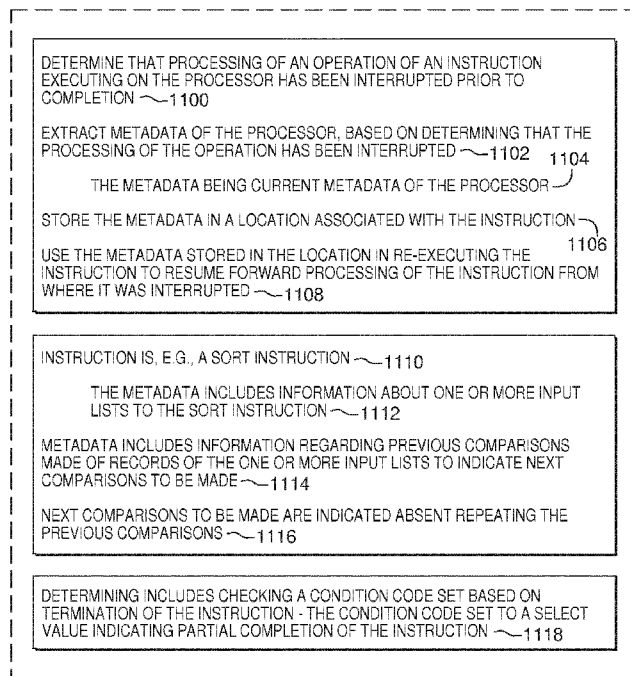 DETERMINE THAT PROCESSING OF AN OPERATION OF AN INSTRUCTION
EXECUTING ON THE PROCESSOR HAS BEEN INTERRUPTED PRIOR TO
COMPLETION 1100
EXTRACT METADATA OF THE PROCESSOR, BASED ON DETERMINING THAT THE
PROCESSING OF THE OPERATION HAS BEEN INTERRUPTED 1102
1104
THE METADATA BEING CURRENT METADATA OF THE PROCESSOR
STORE THE METADATA IN A LOCATION ASSOCIATED WITH THE INSTRUCTION
1106
USE THE METADATA STORED IN THE LOCATION IN RE-EXECUTING THE
INSTRUCTION TO RESUME FORWARD PROCESSING OF THE INSTRUCTION FROM
WHERE IT WAS INTERRUPTED 1108
INSTRUCTION IS, E.G., A SORT INSTRUCTION 1110
THE METADATA INCLUDES INFORMATION ABOUT ONE OR MORE INPUT
LISTS TO THE SORT INSTRUCTION 1112
METADATA INCLUDES INFORMATION REGARDING PREVIOUS COMPARISONS
MADE OF RECORDS OF THE ONE OR MORE INPUT LISTS TO INDICATE NEXT
COMPARISONS TO BE MADE 1114
NEXT COMPARISONS TO BE MADE ARE INDICATED ABSENT REPEATING THE
PREVIOUS COMPARISONS 1116
DETERMINING INCLUDES CHECKING A CONDITION CODE SET BASED ON
TERMINATION OF THE INSTRUCTION - THE CONDITION CODE SET TO A SELECT
VALUE INDICATING PARTIAL COMPLETION OF THE INSTRUCTION 1118